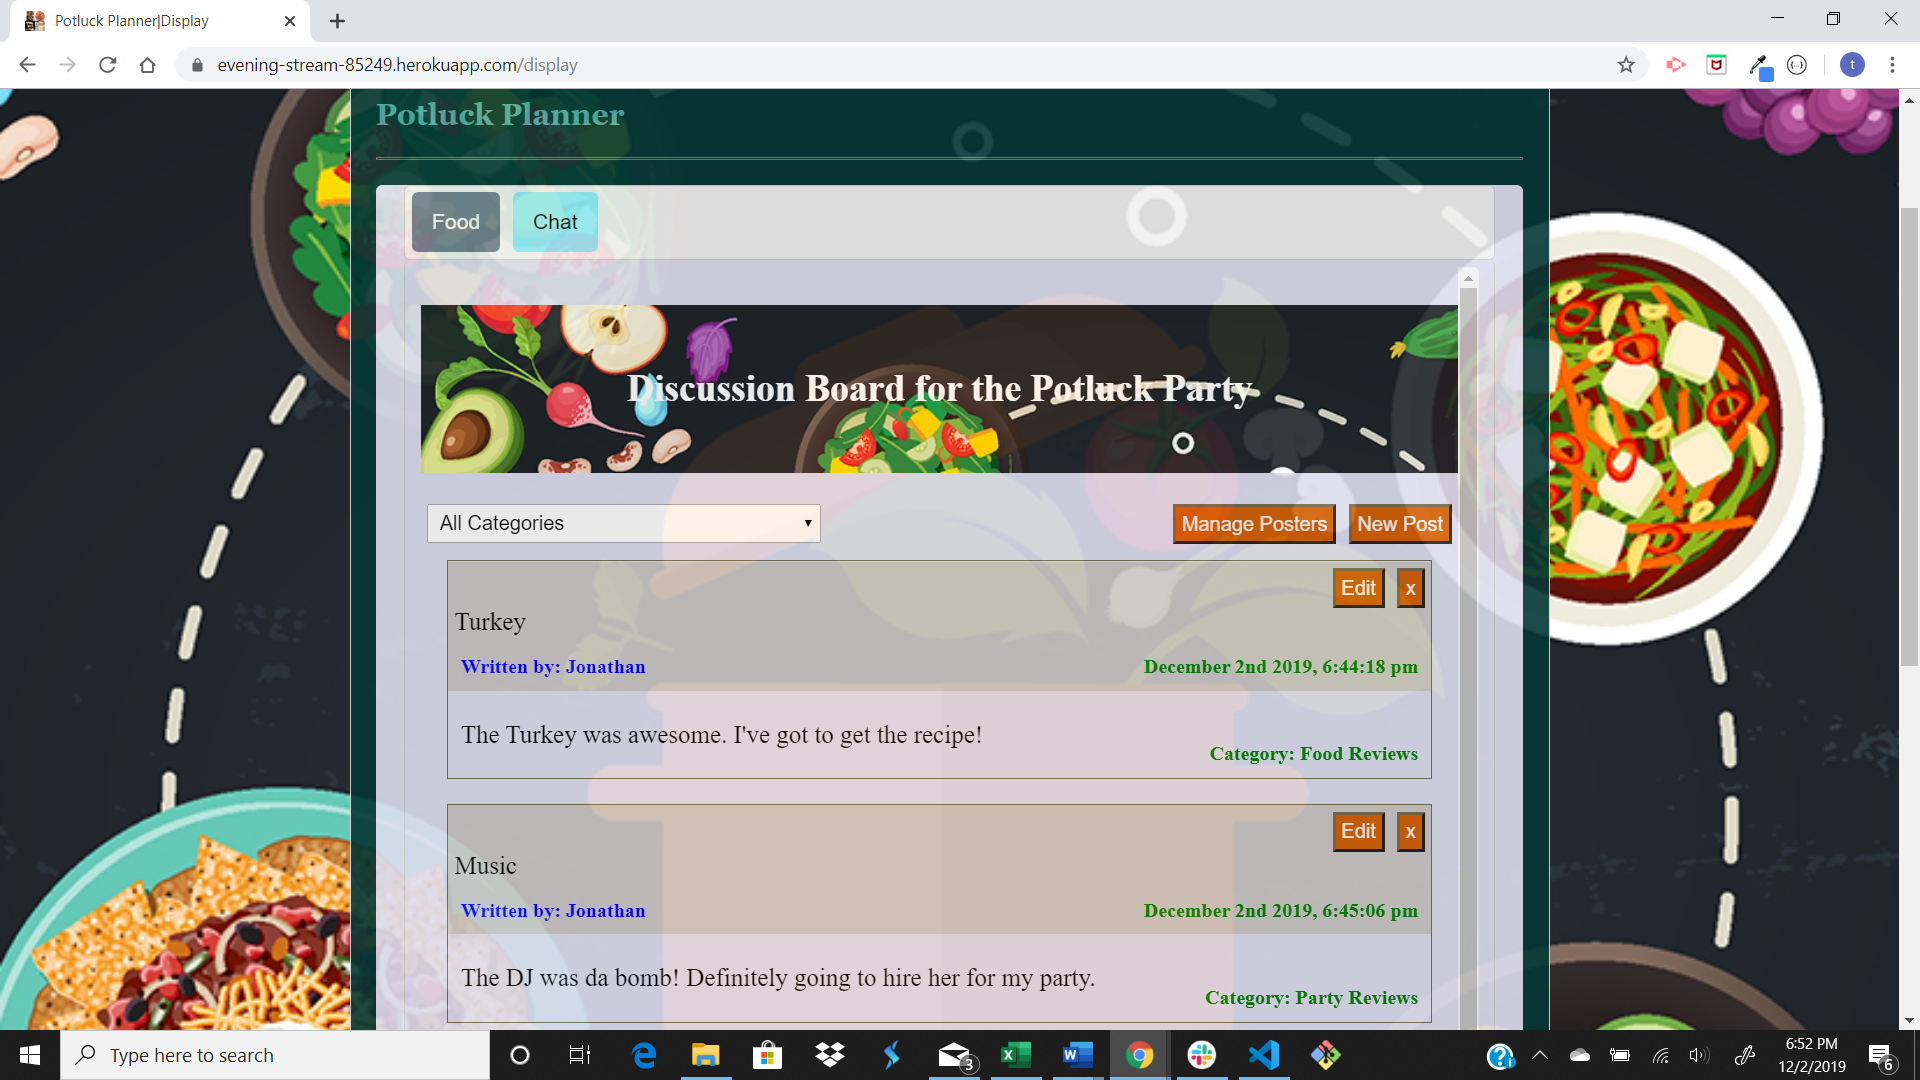 Potluck Planner|Display
evening-stream-85249.herokuapp.com/display
t
Potluck Planner
Food Chat
Discussion Board for the Potluck Party
All Categories Manage Posters New Post
Edit x
Turkey
Written by: Jonathan December 2nd 2019, 6:44:18 pm
The Turkey was awesome. I've got to get the recipe!
Category: Food Reviews
Edit x
Music
Written by: Jonathan December 2nd 2019, 6:45:06 pm
The DJ was da bomb! Definitely going to hire her for my party.
Category: Party Reviews
Type here to search
3
6:52 PM
12/2/2019
6